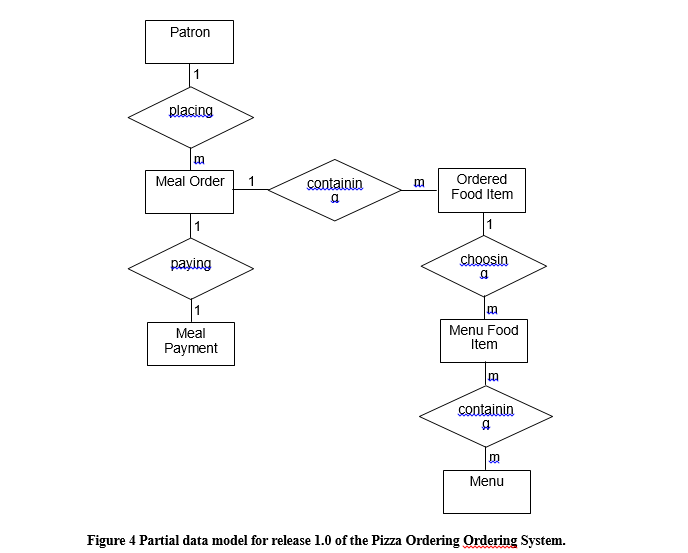 Patron
1
placing
m
Meal Order
1
containin
g
m
Ordered
Food Item
1
1
paying
choosin
g
1
m
Meal
Payment
Menu Food
Item
m
containin
g
m
Menu
Figure 4 Partial data model for release 1.0 of the Pizza Ordering Ordering System.